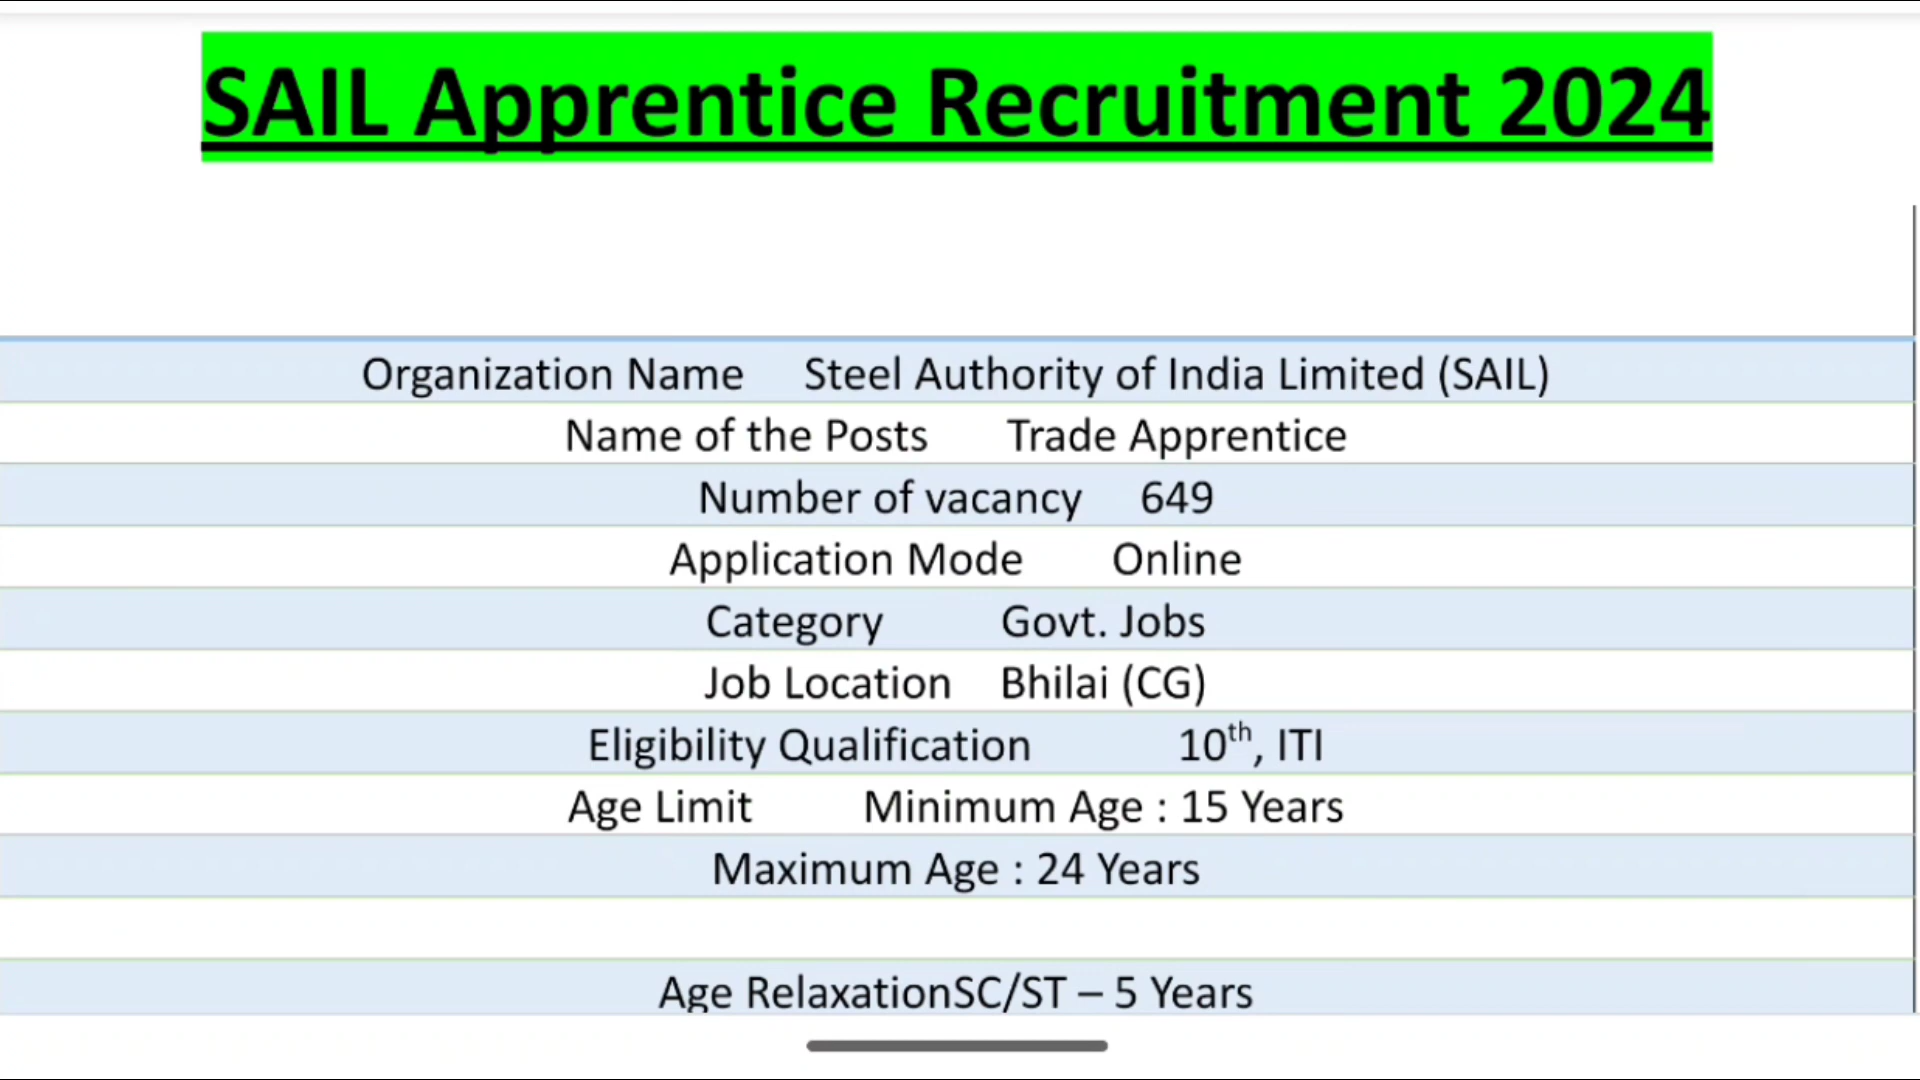 SAIL Apprentice Recruitment 2024
Organization Name Steel Authority of India Limited (SAIL)
Name of the Posts Trade Apprentice
Number of vacancy 649
Application Mode Online
Category Govt. Jobs
Job Location Bhilai (CG)
Eligibility Qualification 10th, ITI
Age Limit Minimum Age : 15 Years
Maximum Age : 24 Years
Age RelaxationSC/ST – 5 Years